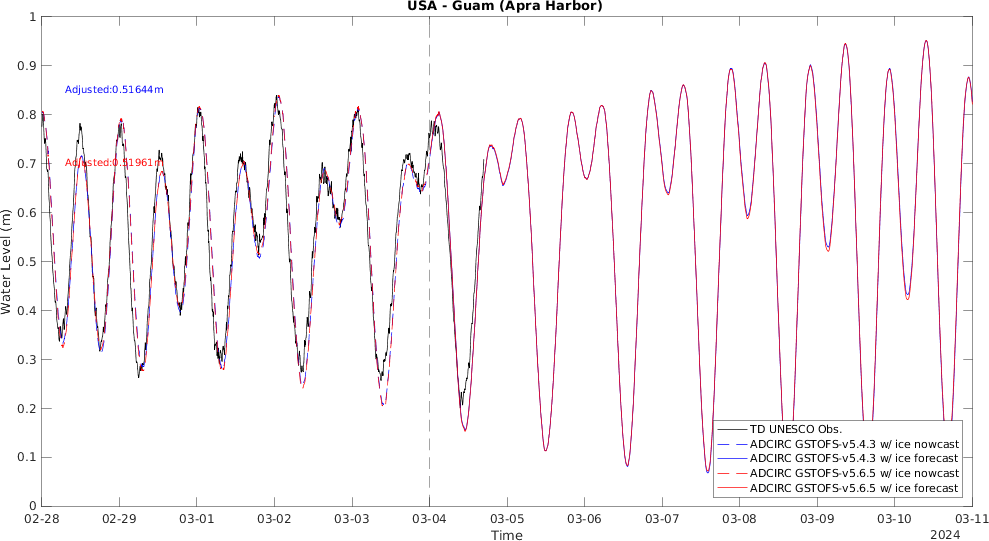 USA - Guam (Apra Harbor)
1
0.9
0.8
0.7
0.6
0.5
0.4
0.3
0.2
0.1
0
Water Level (m)
Adjusted:0.51644m
Adjusted:0.51961m
TD UNESCO Obs.
ADCIRC GSTOFS-v5.4.3 w/ ice nowcast
ADCIRC GSTOFS-v5.4.3 w/ ice forecast
ADCIRC GSTOFS-v5.6.5 w/ ice nowcast
ADCIRC GSTOFS-v5.6.5 w/ ice forecast
02-28 02-29 03-01 03-02 03-03 03-04 03-05 03-06 03-07 03-08 03-09 03-10 03-11
Time
2024